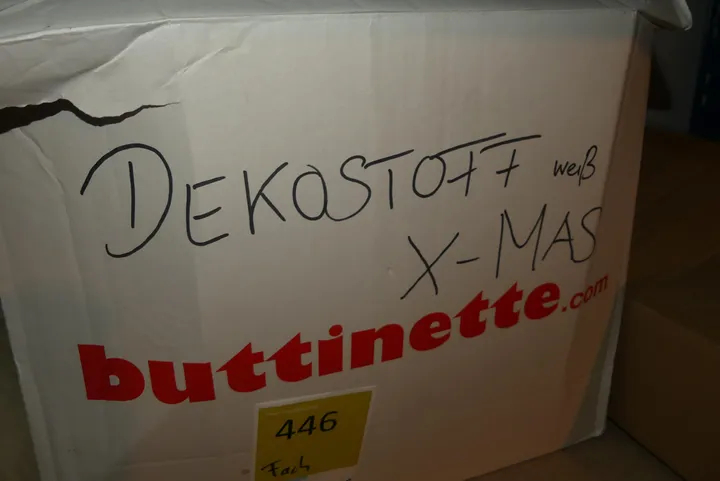 DEKOSTOFF weiß
X-MAS
buttinette.com
446
Fach